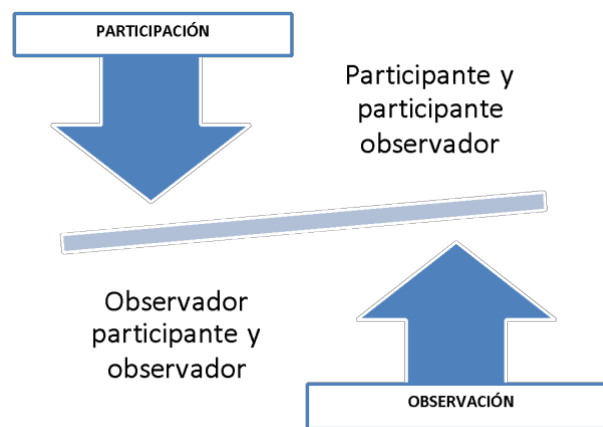 PARTICIPACIÓN
Participante y
participante
observador
Observador
participante y
observador
OBSERVACIÓN